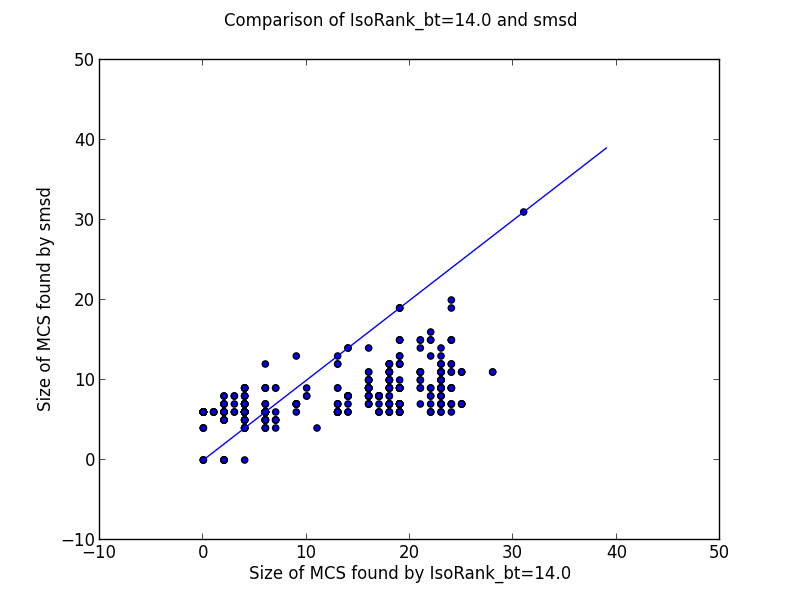 Comparison of IsoRank_bt=14.0 and smsd
50
40
30
20
10
0
−10
−10 0 10 20 30 40 50
Size of MCS found by smsd
Size of MCS found by IsoRank_bt=14.0